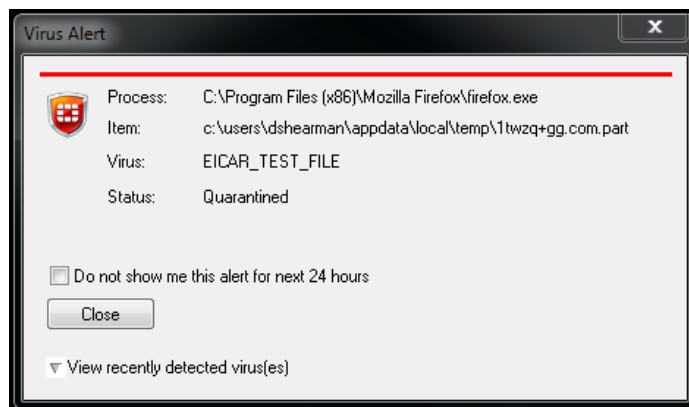 Virus Alert
x
Process: C:\Program Files (x86)\Mozilla Firefox\firefox.exe
Item: c:\users\dshearman\appdata\local\temp\1twzq+gg.com.part
Virus: EICAR_TEST_FILE
Status: Quarantined
Do not show me this alert for next 24 hours
Close
View recently detected virus(es)